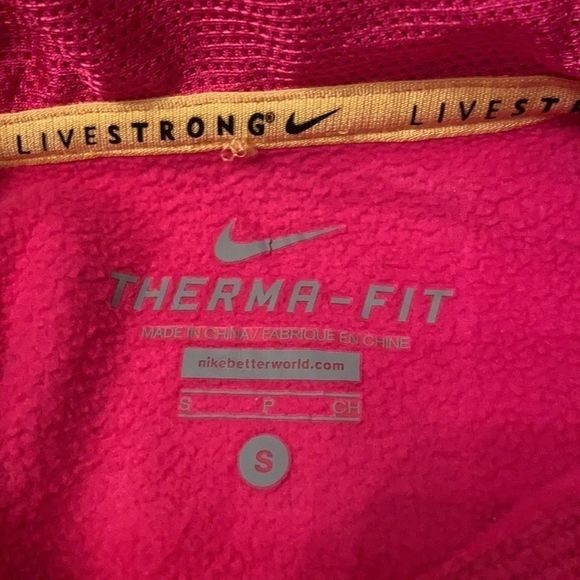 LIVESTRONG® LIVEST
THERMA-FIT
MADE IN CHINA / FABRIQUE EN CHINE
nikebetterworld.com
S P CH
S